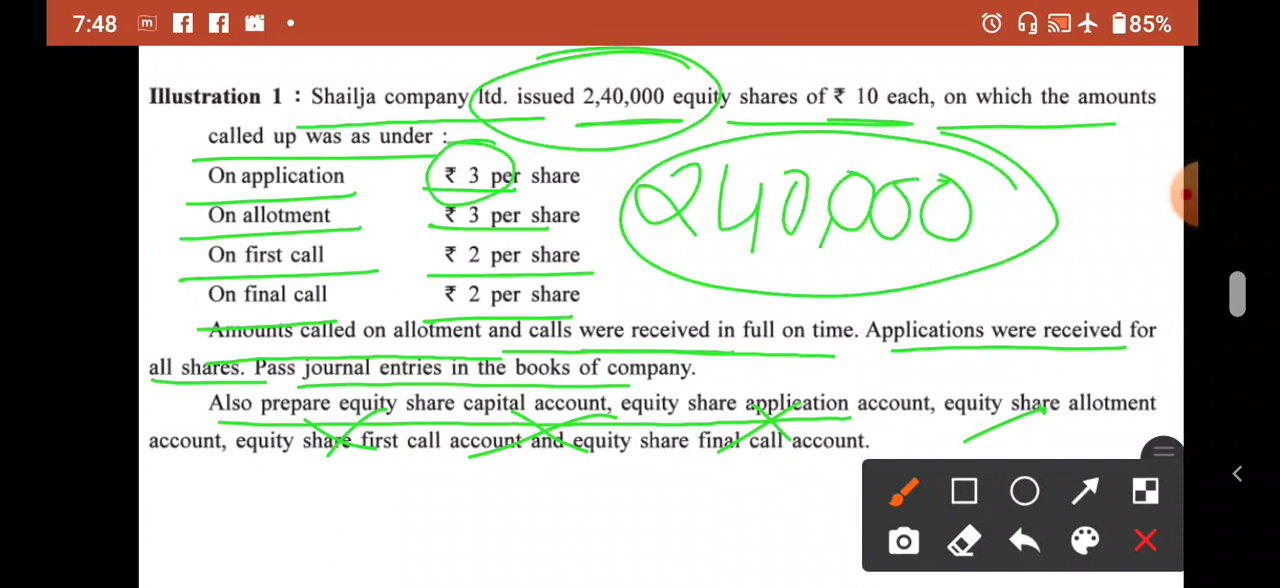 7:48
85%
Illustration 1 : Shailja company ltd. issued 2,40,000 equity shares of ₹ 10 each, on which the amounts
called up was as under :
On application ₹ 3 per share
240,000
On allotment ₹ 3 per share
On first call ₹ 2 per share
On final call ₹ 2 per share
Amounts called on allotment and calls were received in full on time. Applications were received for
all shares. Pass journal entries in the books of company.
Also prepare equity share capital account, equity share application account, equity share allotment
account, equity share first call account and equity share final call account.